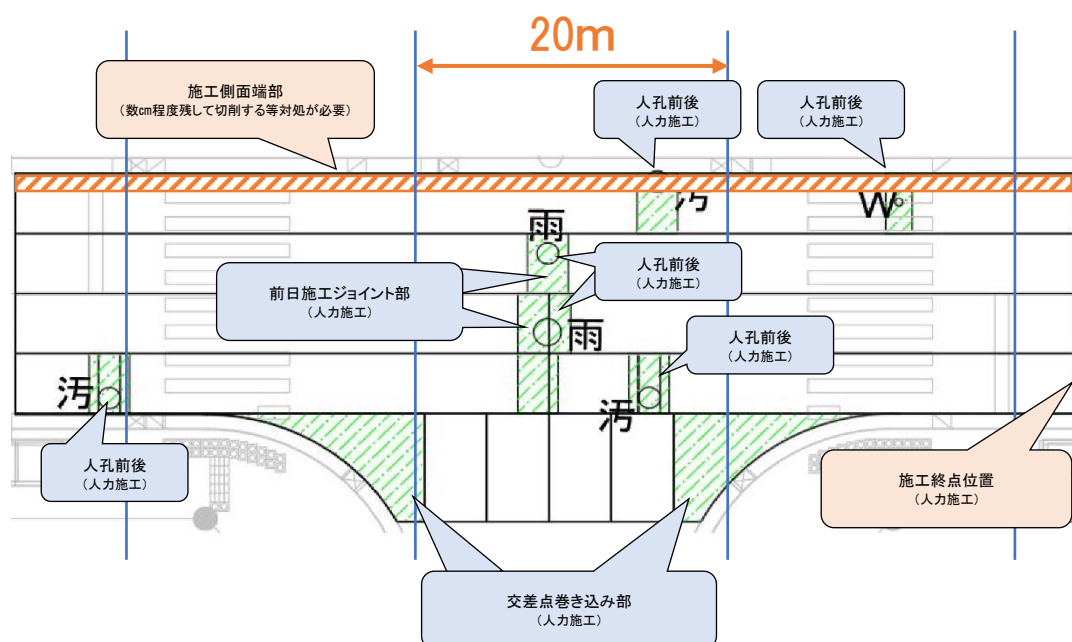 20m
施工側面端部
（数㎝程度残して切削する等対処が必要）
人孔前後
（人力施工）
人孔前後
（人力施工）
汚
W
雨
人孔前後
（人力施工）
前日施工ジョイント部
（人力施工）
雨
人孔前後
（人力施工）
汚
汚
人孔前後
（人力施工）
施工終点位置
（人力施工）
交差点巻き込み部
（人力施工）